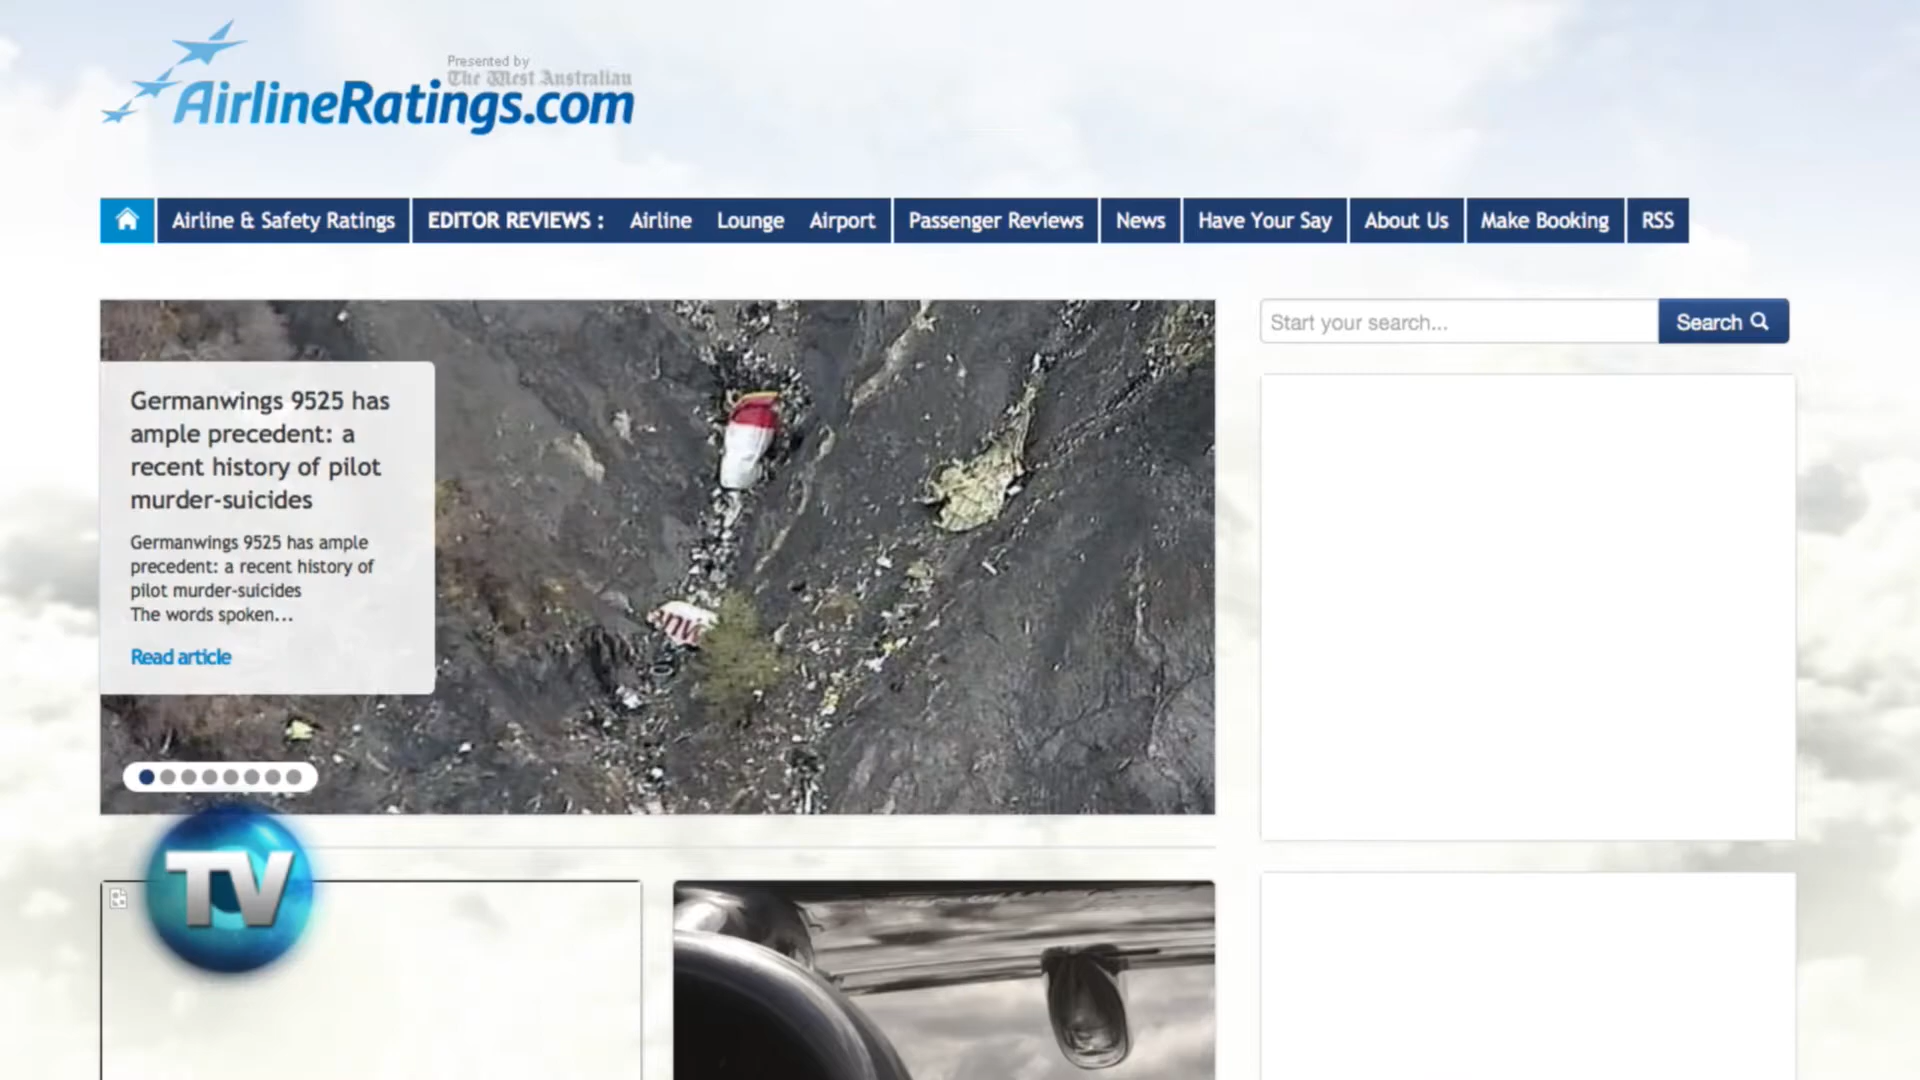 Presented by
The West Australian
AirlineRatings.com
Airline & Safety Ratings EDITOR REVIEWS : Airline Lounge Airport Passenger Reviews News Have Your Say About Us Make Booking RSS
Start your search... Search
Germanwings 9525 has
ample precedent: a
recent history of pilot
murder-suicides
Germanwings 9525 has ample
precedent: a recent history of
pilot murder-suicides
The words spoken...
Read article
anw
TV